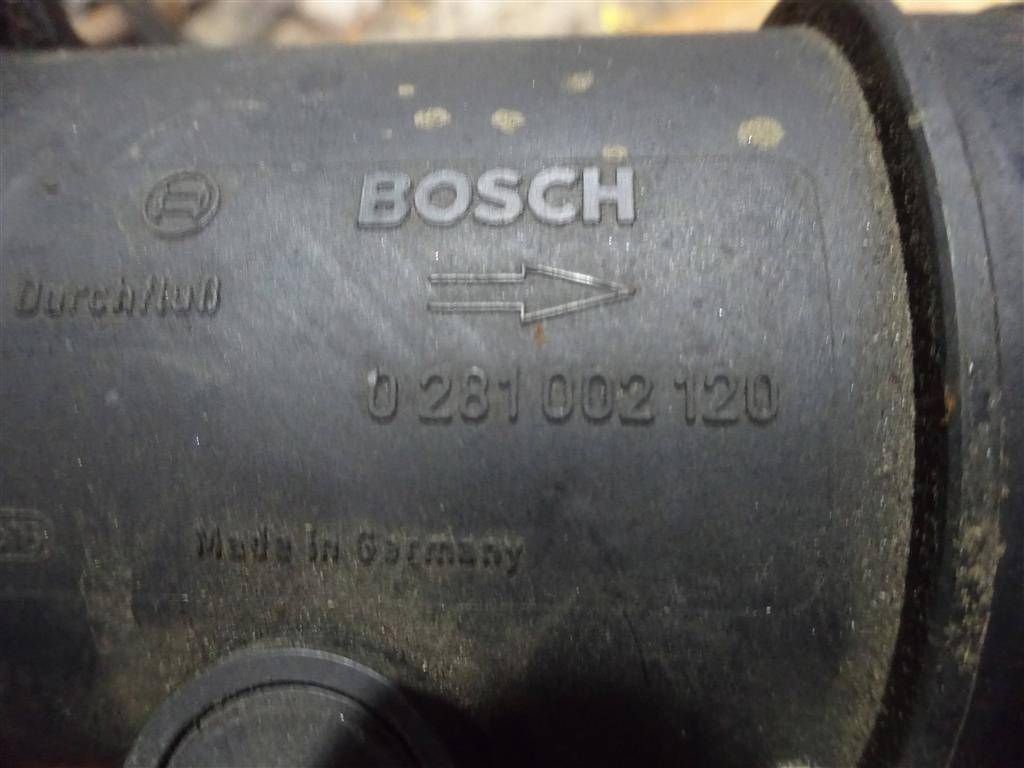 BOSCH
Durchfluß
0 281 002 120
Made in Germany